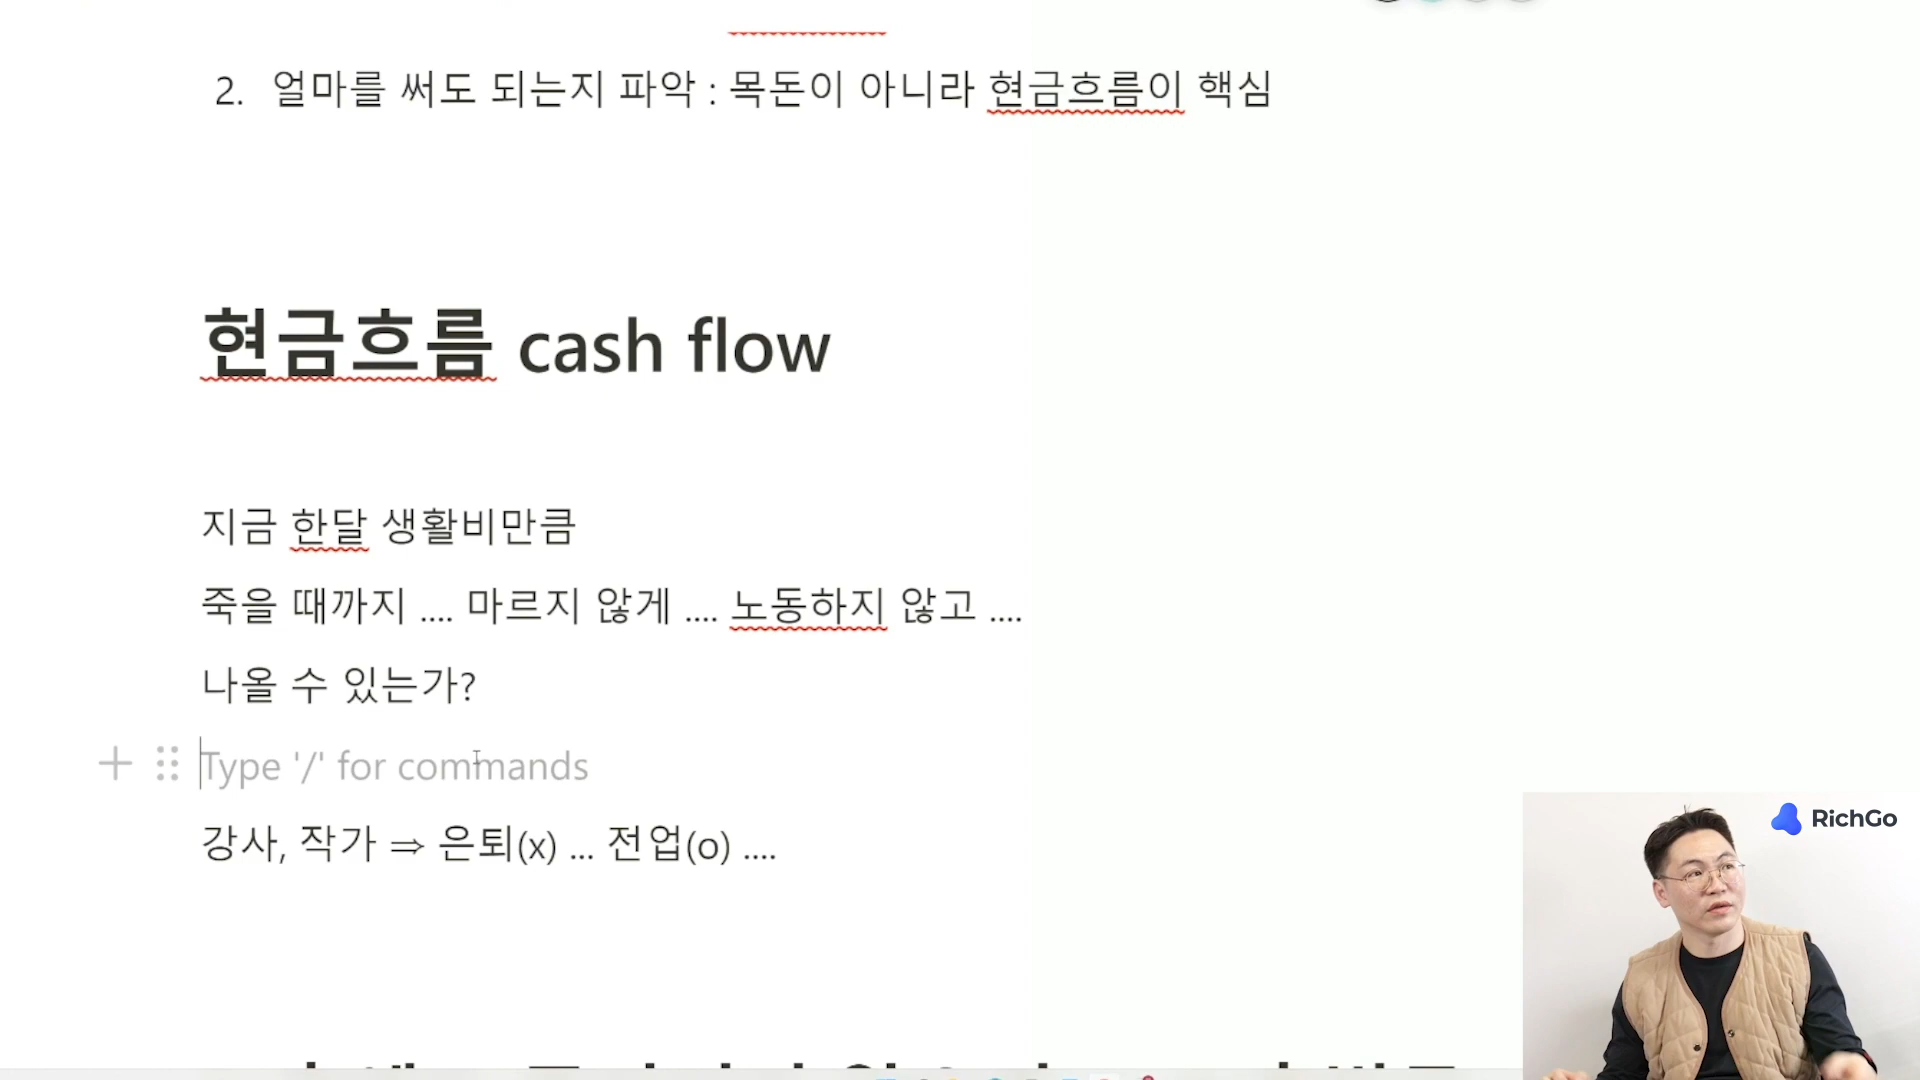 2. 얼마를 써도 되는지 파악 : 목돈이 아니라 현금흐름이 핵심
현금흐름 cash flow
지금 한달 생활비만큼
죽을 때까지 .... 마르지 않게 .... 노동하지 않고 ....
나올 수 있는가?
Type '/' for commands
강사, 작가 ⇒ 은퇴(x) ... 전업(o) ....
RichGo